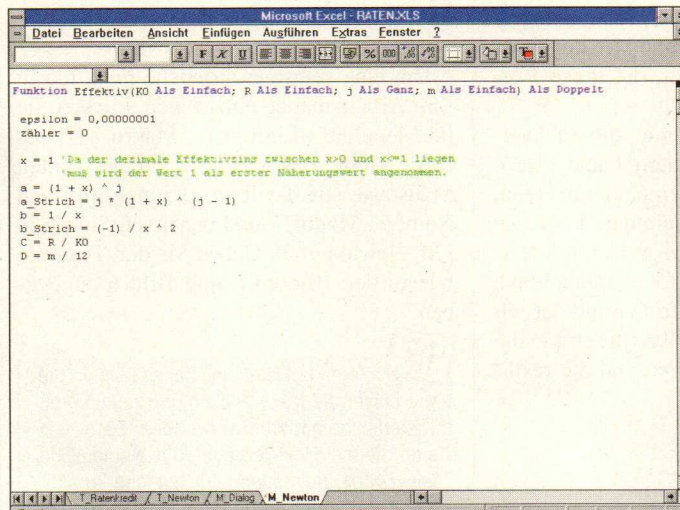 Microsoft Excel - RATEN.XLS
Datei Bearbeiten Ansicht Einfügen Ausführen Extras Fenster ?
F K U % 000
Funktion Effektiv(K0 Als Einfach; R Als Einfach; j Als Ganz; m Als Einfach) Als Doppelt
epsilon = 0,00000001
zähler = 0
x = 1 'Da der dezimale Effektivzins zwischen x>0 und x<=1 liegen
'muß wird der Wert 1 als erster Näherungswert angenommen.
a = (1 + x) ^ j
a_Strich = j * (1 + x) ^ (j - 1)
b = 1 / x
b_Strich = (-1) / x ^ 2
C = R / K0
D = m / 12
T_Ratenkredit / T_Newton / M_Dialog \ M_Newton /